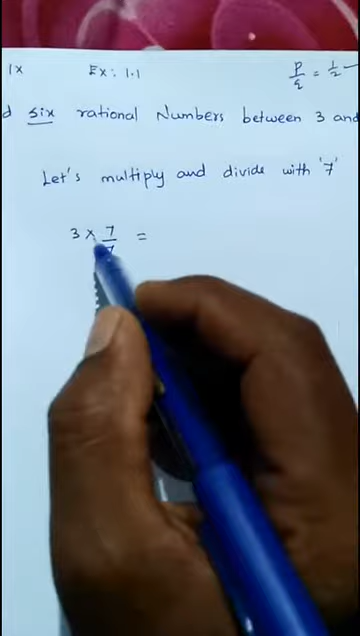 IX Ex: 1.1 p/q = 1/2
d six rational Numbers between 3 and
Let's multiply and divide with '7'
3 × 7/7 =